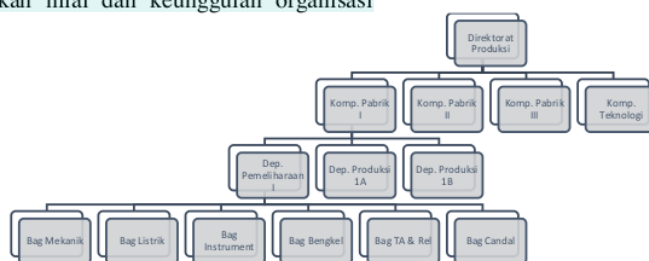 nilai dan keunggulan organisasi
Direktorat
Produksi
Komp. Pabrik
I
Komp. Pabrik
II
Komp. Pabrik
III
Komp.
Teknologi
Dep.
Pemeliharaan
I
Dep. Produksi
1A
Dep. Produksi
1B
Bag Mekanik
Bag Listrik
Bag
Instrument
Bag Bengkel
Bag TA & Rel
Bag Candal